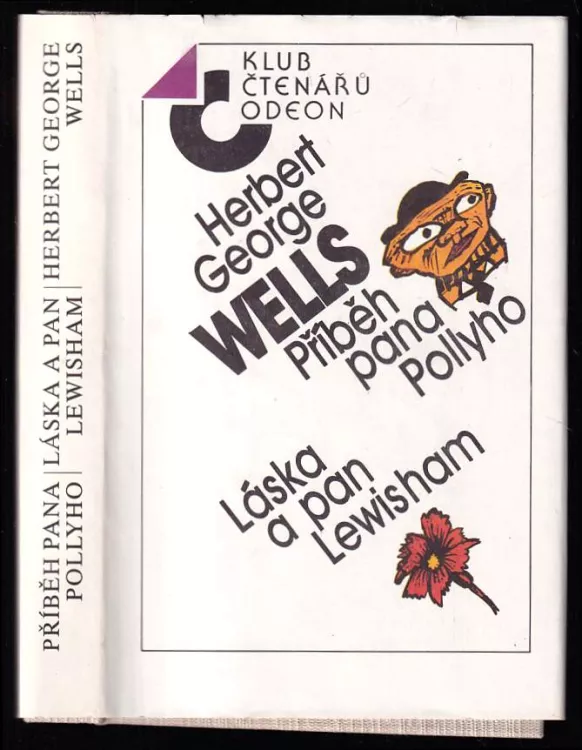 PŘÍBĚH PANA | LÁSKA A PAN | HERBERT GEORGE
POLLYHO | LEWISHAM | WELLS
KLUB
ČTENÁŘŮ
ODEON
Herbert
George
WELLS
Příběh
pana
Pollyho
Láska
a pan
Lewisham